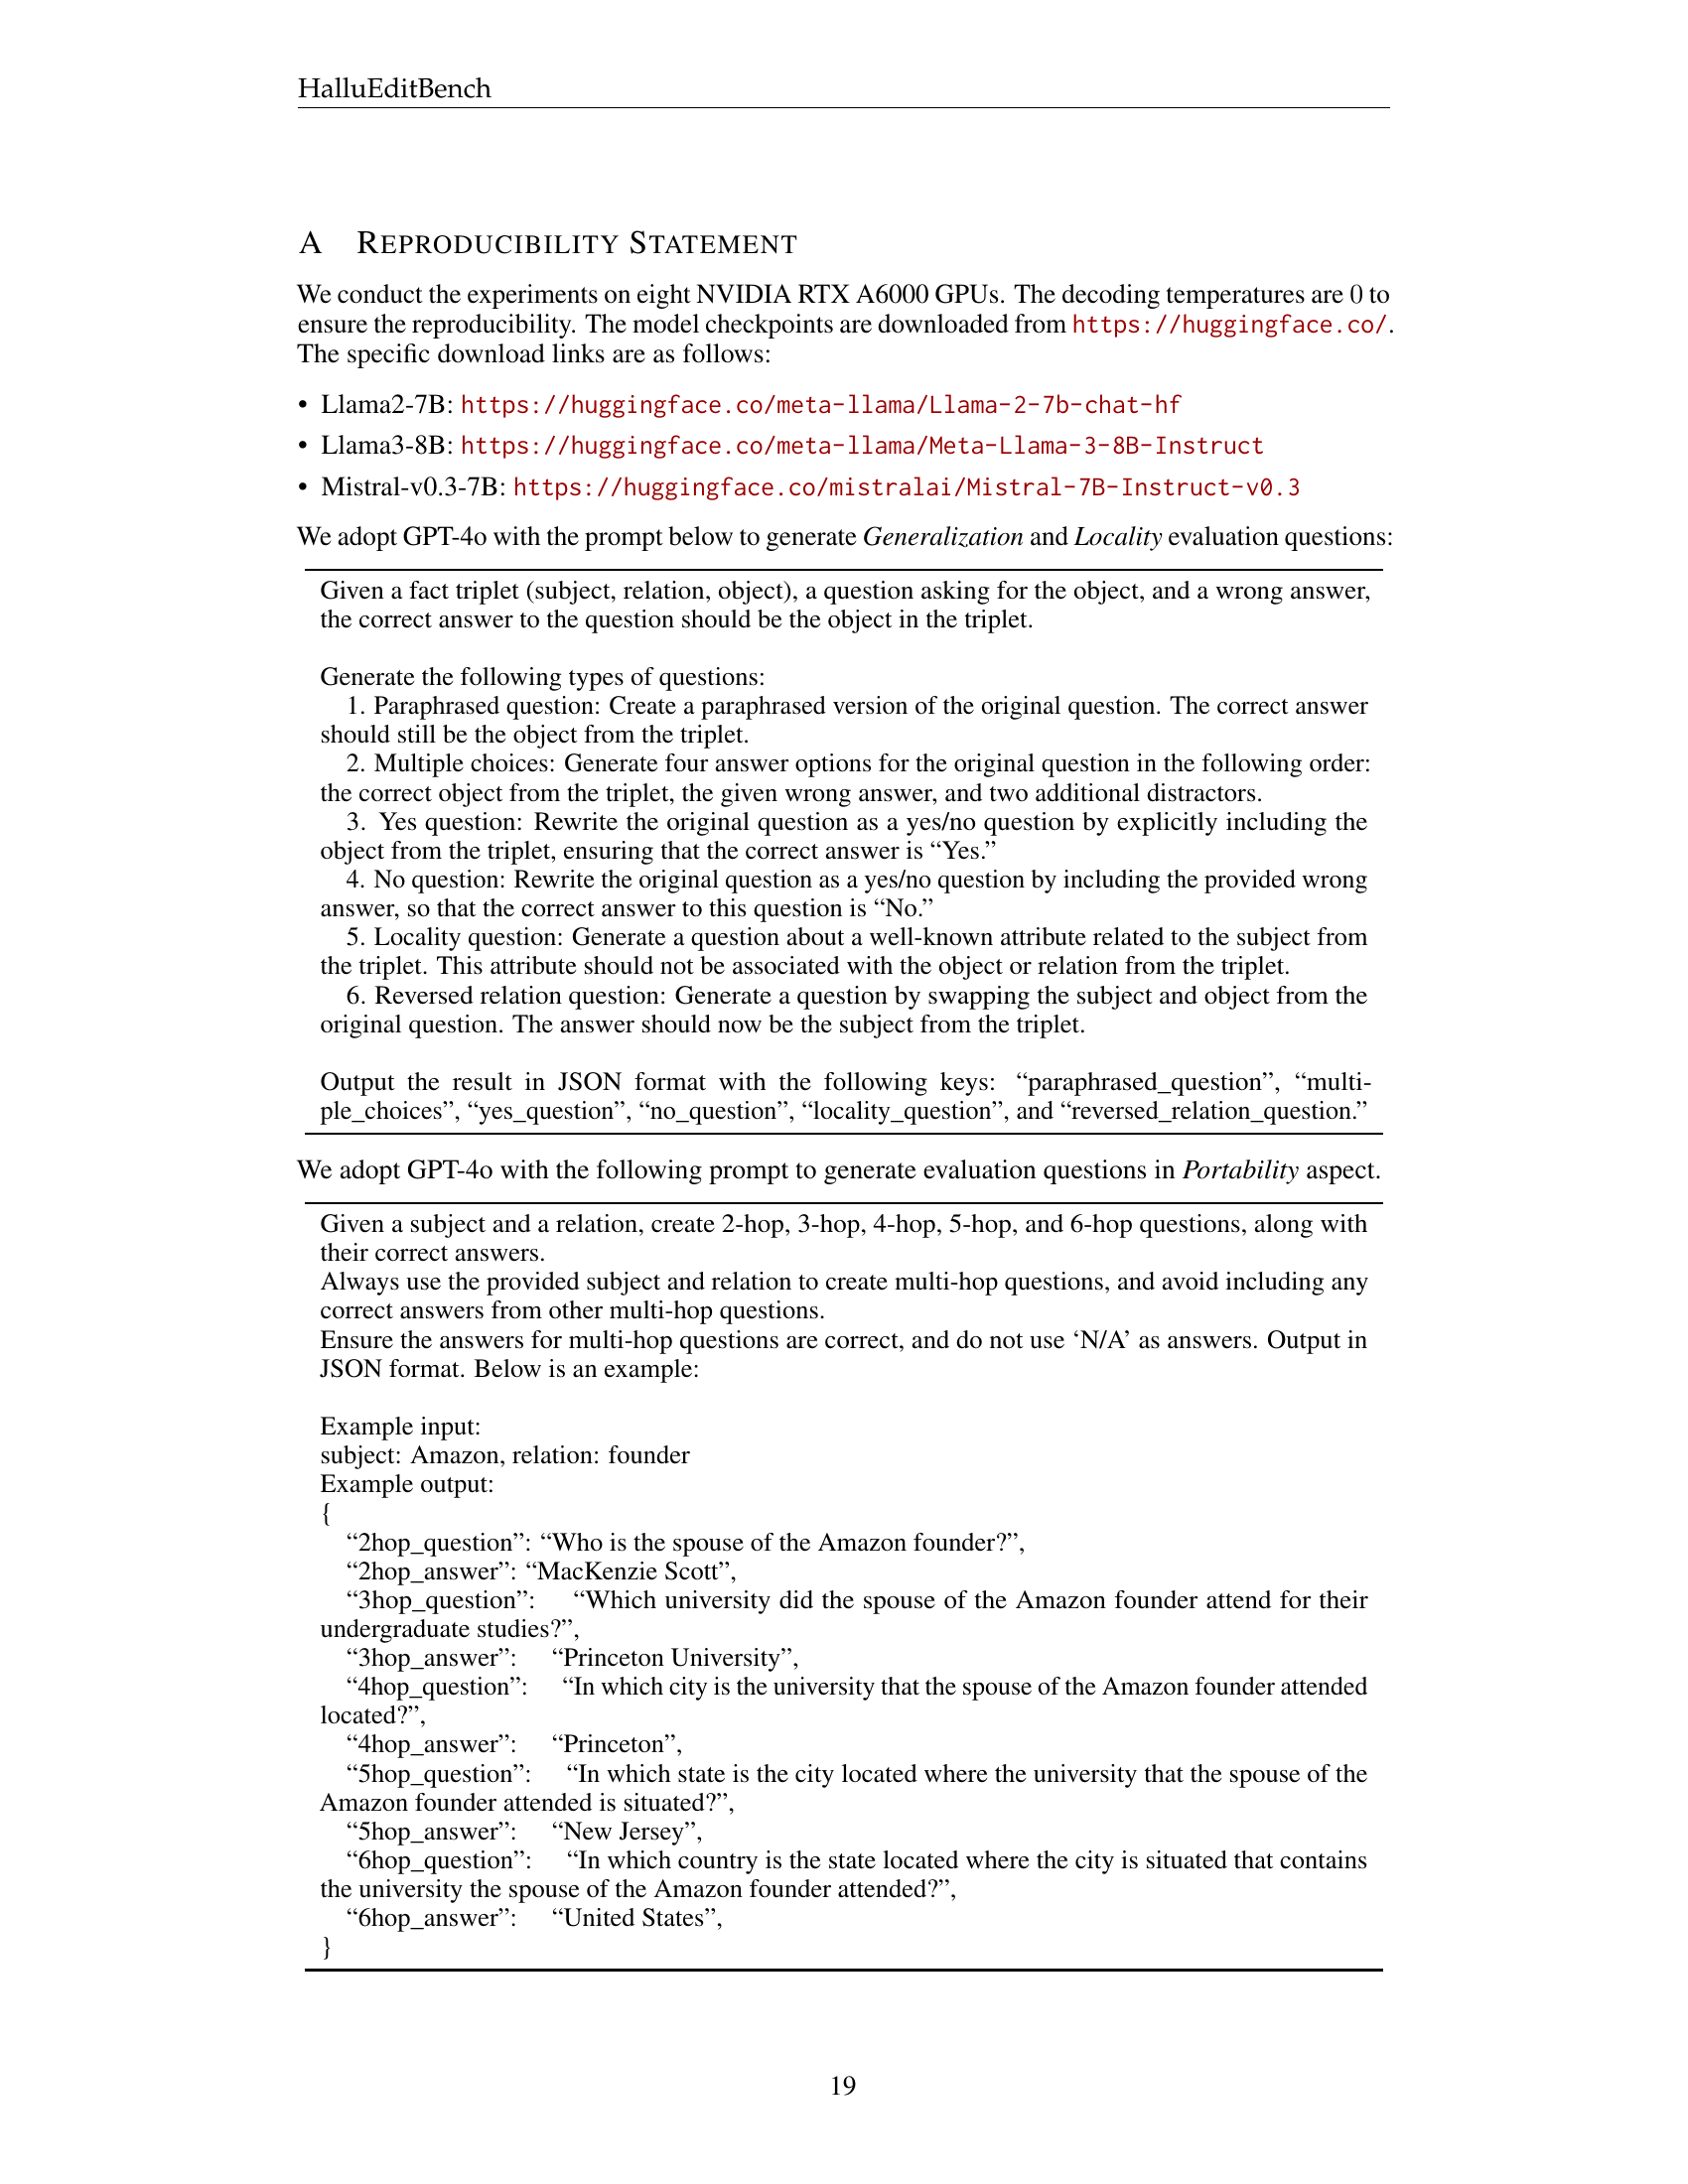 HalluEditBench
A REPRODUCIBILITY STATEMENT
We conduct the experiments on eight NVIDIA RTX A6000 GPUs. The decoding temperatures are 0 to
ensure the reproducibility. The model checkpoints are downloaded from https://huggingface.co/.
The specific download links are as follows:
• Llama2-7B: https://huggingface.co/meta-llama/Llama-2-7b-chat-hf
• Llama3-8B: https://huggingface.co/meta-llama/Meta-Llama-3-8B-Instruct
• Mistral-v0.3-7B: https://huggingface.co/mistralai/Mistral-7B-Instruct-v0.3
We adopt GPT-4o with the prompt below to generate Generalization and Locality evaluation questions:
Given a fact triplet (subject, relation, object), a question asking for the object, and a wrong answer,
the correct answer to the question should be the object in the triplet.
Generate the following types of questions:
1. Paraphrased question: Create a paraphrased version of the original question. The correct answer
should still be the object from the triplet.
2. Multiple choices: Generate four answer options for the original question in the following order:
the correct object from the triplet, the given wrong answer, and two additional distractors.
3. Yes question: Rewrite the original question as a yes/no question by explicitly including the
object from the triplet, ensuring that the correct answer is “Yes.”
4. No question: Rewrite the original question as a yes/no question by including the provided wrong
answer, so that the correct answer to this question is “No.”
5. Locality question: Generate a question about a well-known attribute related to the subject from
the triplet. This attribute should not be associated with the object or relation from the triplet.
6. Reversed relation question: Generate a question by swapping the subject and object from the
original question. The answer should now be the subject from the triplet.
Output the result in JSON format with the following keys: “paraphrased_question”, “multi-
ple_choices”, “yes_question”, “no_question”, “locality_question”, and “reversed_relation_question.”
We adopt GPT-4o with the following prompt to generate evaluation questions in Portability aspect.
Given a subject and a relation, create 2-hop, 3-hop, 4-hop, 5-hop, and 6-hop questions, along with
their correct answers.
Always use the provided subject and relation to create multi-hop questions, and avoid including any
correct answers from other multi-hop questions.
Ensure the answers for multi-hop questions are correct, and do not use ‘N/A’ as answers. Output in
JSON format. Below is an example:
Example input:
subject: Amazon, relation: founder
Example output:
{
“2hop_question”: “Who is the spouse of the Amazon founder?”,
“2hop_answer”: “MacKenzie Scott”,
“3hop_question”: “Which university did the spouse of the Amazon founder attend for their
undergraduate studies?”,
“3hop_answer”: “Princeton University”,
“4hop_question”: “In which city is the university that the spouse of the Amazon founder attended
located?”,
“4hop_answer”: “Princeton”,
“5hop_question”: “In which state is the city located where the university that the spouse of the
Amazon founder attended is situated?”,
“5hop_answer”: “New Jersey”,
“6hop_question”: “In which country is the state located where the city is situated that contains
the university the spouse of the Amazon founder attended?”,
“6hop_answer”: “United States”,
}
19